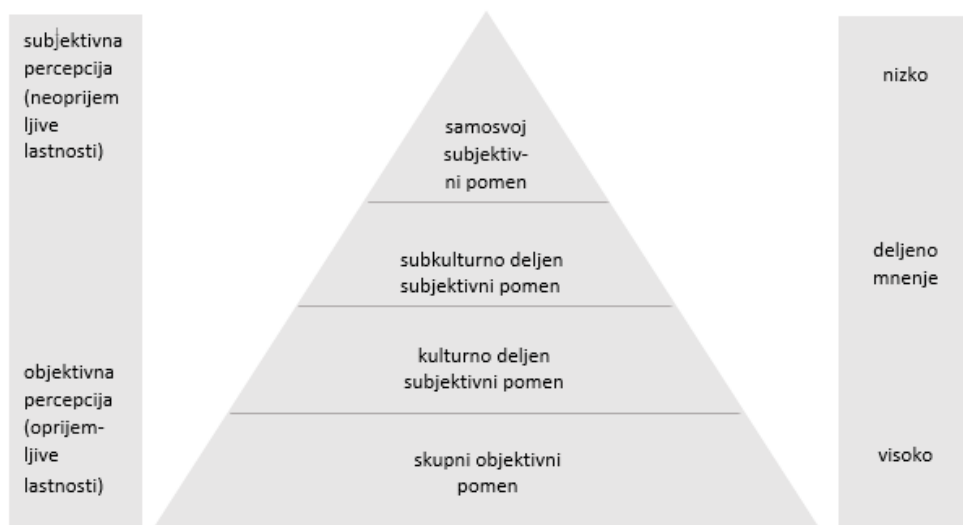 subjektivna
percepcija
(neoprijem
ljive
lastnosti)
objektivna
percepcija
(oprijem-
ljive
lastnosti)
samosvoj
subjektiv-
ni pomen
subkulturno deljen
subjektivni pomen
kulturno deljen
subjektivni pomen
skupni objektivni
pomen
nizko
deljeno
mnenje
visoko